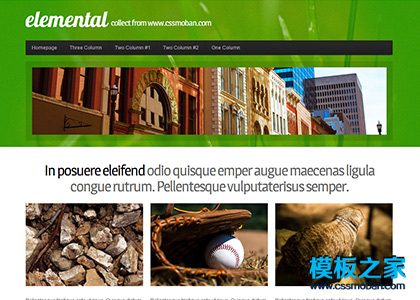 elemental collect from www.cssmoban.com
Homepage Three Column Two Column #1 Two Column #2 One Column
In posuere eleifend odio quisque emper augue maecenas ligula
congue rutrum. Pellentesque vulputaterisus semper.
模板之家
www.cssmoban.com